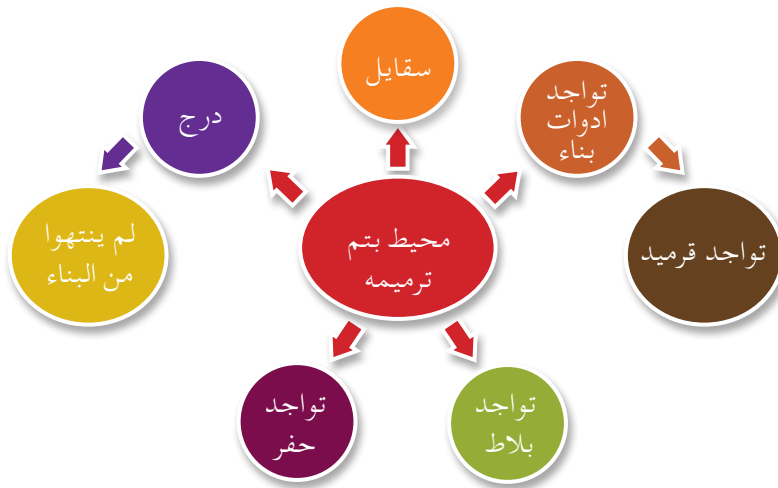 سقايل
تواجد
ادوات
بناء
درج
تواجد قرميد
محيط بتم
ترميمه
لم ينتهوا
من البناء
تواجد
بلاط
تواجد
حفر